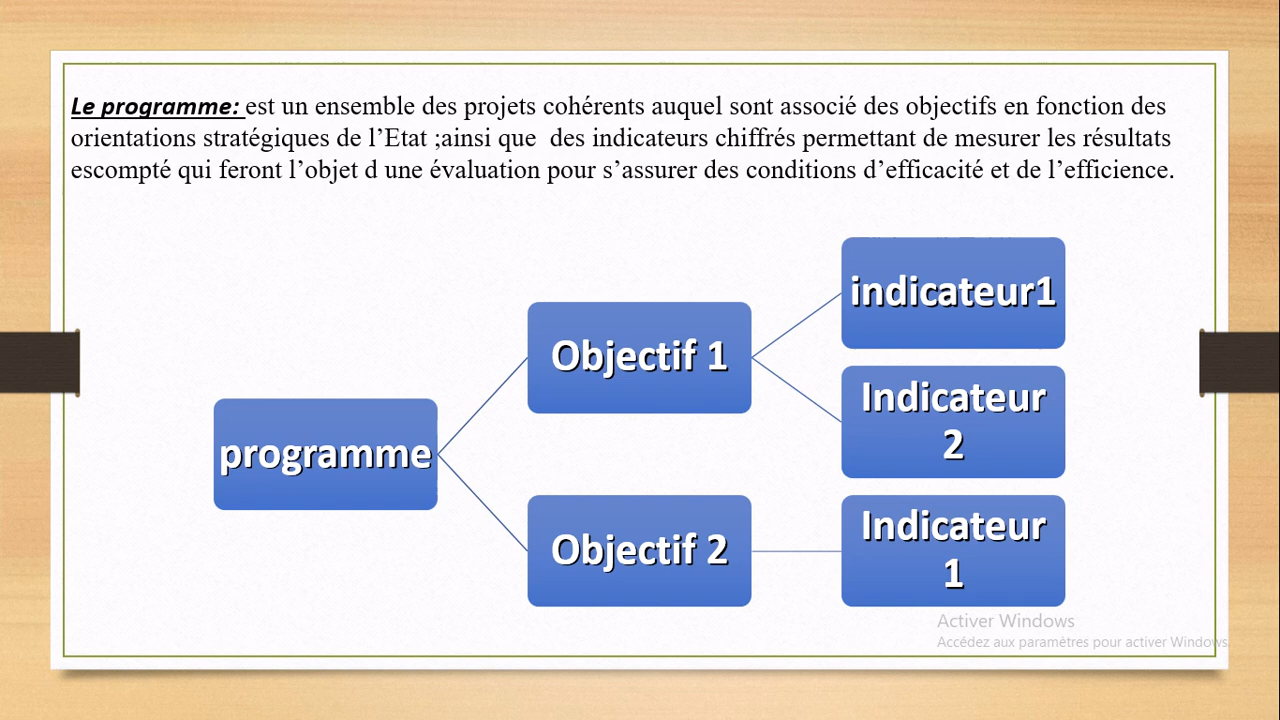 Le programme: est un ensemble des projets cohérents auquel sont associé des objectifs en fonction des
orientations stratégiques de l’Etat ;ainsi que  des indicateurs chiffrés permettant de mesurer les résultats
escompté qui feront l’objet d une évaluation pour s’assurer des conditions d’efficacité et de l’efficience.
programme
Objectif 1
indicateur1
Indicateur
2
Objectif 2
Indicateur
1
Activer Windows
Accédez aux paramètres pour activer Windows.